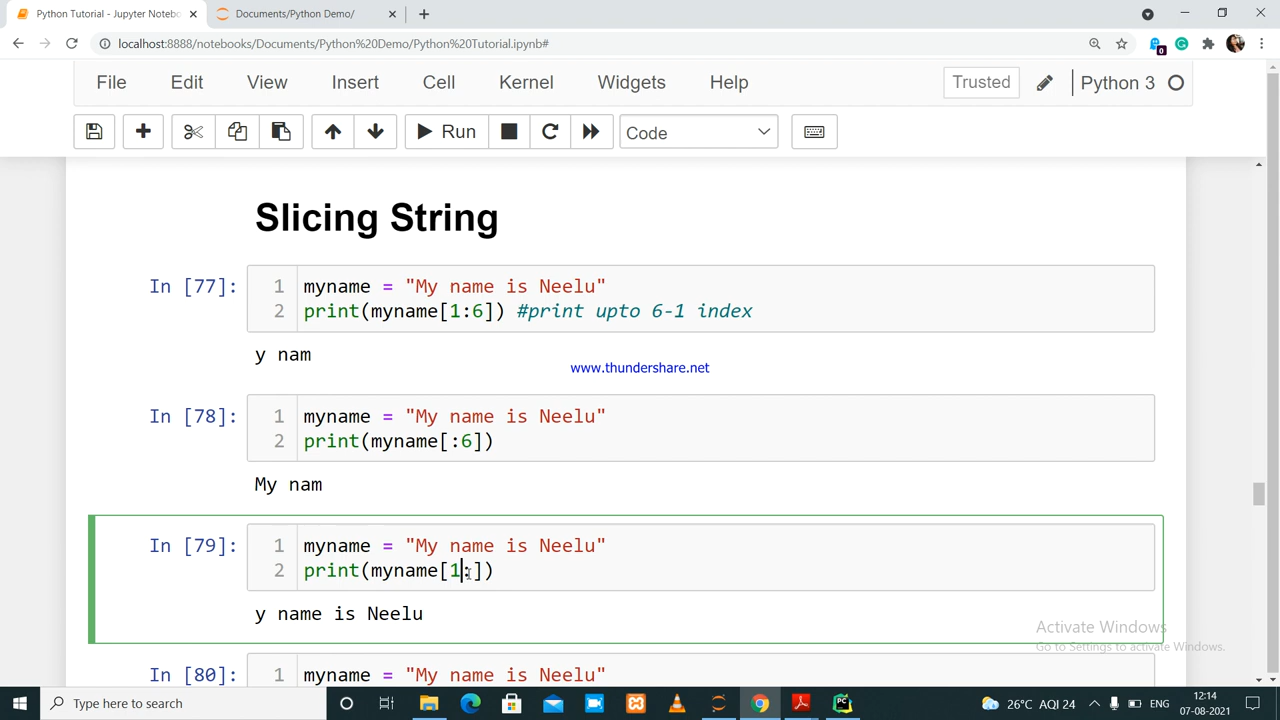 Python Tutorial - Jupyter Notebo
Documents/Python Demo/
localhost:8888/notebooks/Documents/Python%20Demo/Python%20Tutorial.ipynb#
0
File Edit View Insert Cell Kernel Widgets Help Trusted Python 3
Run Code
Slicing String
In [77]:
1 myname = "My name is Neelu"
2 print(myname[1:6]) #print upto 6-1 index
y nam
www.thundershare.net
In [78]:
1 myname = "My name is Neelu"
2 print(myname[:6])
My nam
In [79]:
1 myname = "My name is Neelu"
2 print(myname[1:])
y name is Neelu
Activate Windows
Go to Settings to activate Windows.
In [80]:
1 myname = "My name is Neelu"
Type here to search
PC
26°C AQI 24
12:14
07-08-2021